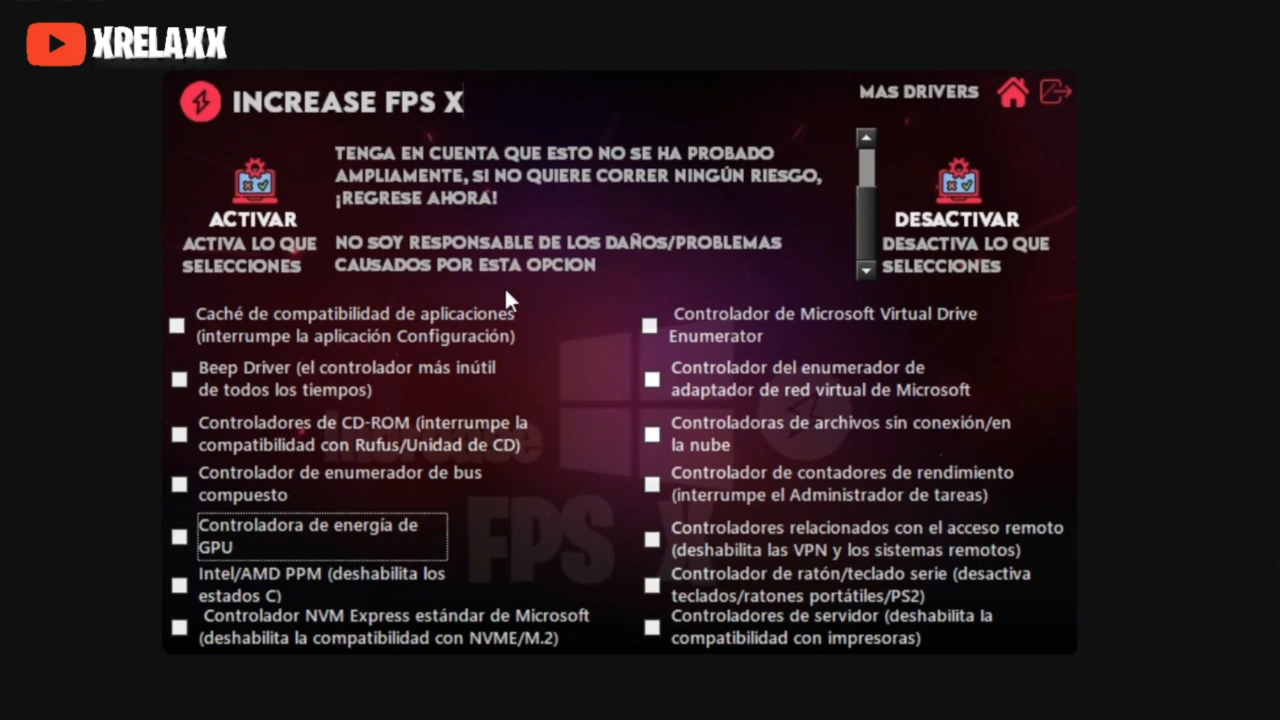 XRELAXX
INCREASE FPS X
MAS DRIVERS
TENGA EN CUENTA QUE ESTO NO SE HA PROBADO
AMPLIAMENTE, SI NO QUIERE CORRER NINGÚN RIESGO,
¡REGRESE AHORA!
NO SOY RESPONSABLE DE LOS DAÑOS/PROBLEMAS
CAUSADOS POR ESTA OPCION
ACTIVAR
ACTIVA LO QUE
SELECCIONES
DESACTIVAR
DESACTIVA LO QUE
SELECCIONES
Caché de compatibilidad de aplicaciones
(interrumpe la aplicación Configuración)
Beep Driver (el controlador más inútil
de todos los tiempos)
Controladores de CD-ROM (interrumpe la
compatibilidad con Rufus/Unidad de CD)
Controlador de enumerador de bus
compuesto
Controladora de energía de
GPU
Intel/AMD PPM (deshabilita los
estados C)
Controlador NVM Express estándar de Microsoft
(deshabilita la compatibilidad con NVME/M.2)
Controlador de Microsoft Virtual Drive
Enumerator
Controlador del enumerador de
adaptador de red virtual de Microsoft
Controladoras de archivos sin conexión/en
la nube
Controlador de contadores de rendimiento
(interrumpe el Administrador de tareas)
Controladores relacionados con el acceso remoto
(deshabilita las VPN y los sistemas remotos)
Controlador de ratón/teclado serie (desactiva
teclados/ratones portátiles/PS2)
Controladores de servidor (deshabilita la
compatibilidad con impresoras)
Increase
FPS X